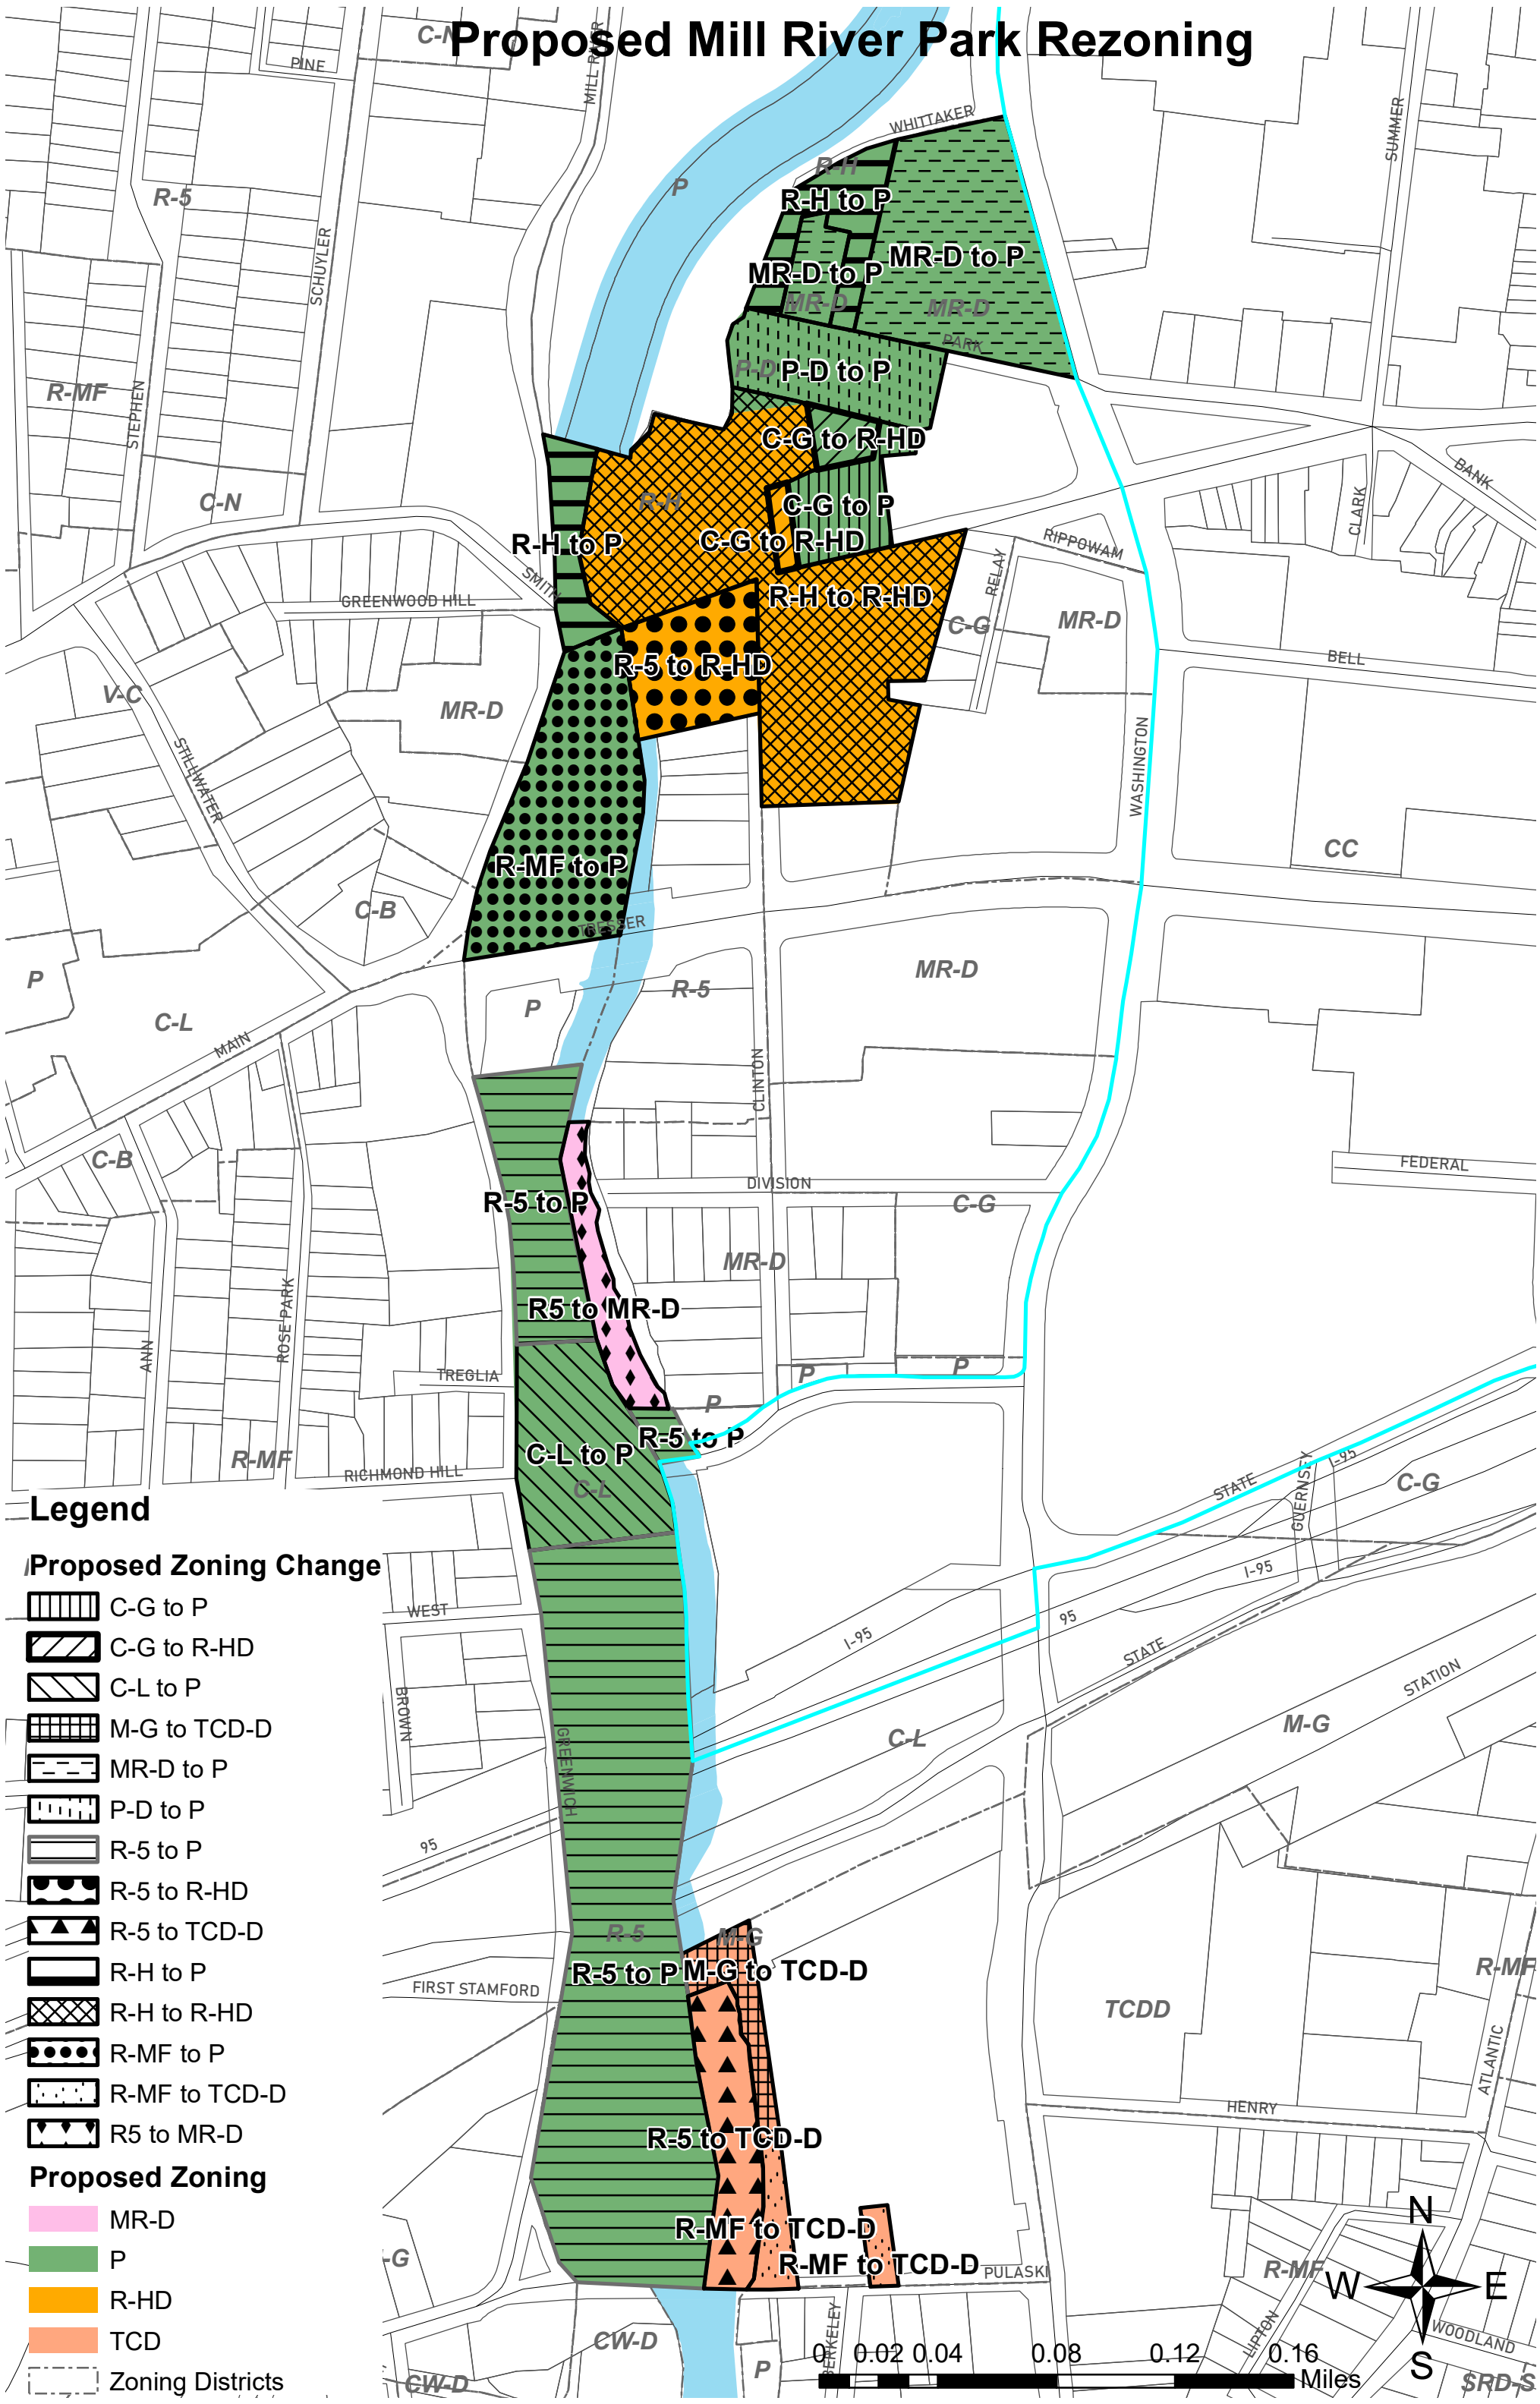 Proposed Mill River Park Rezoning
C-N
PINE
MILL RIVER
WHITTAKER
SUMMER
R-5
P
R-H
R-H to P
SCHUYLER
MR-D to P
MR-D to P
MR-D
MR-D
PARK
R-MF
STEPHEN
P-D
P-D to P
C-G to R-HD
BANK
C-N
R-H
C-G to P
CLARK
R-H to P
C-G to R-HD
RIPPOWAM
SMITH
RELAY
GREENWOOD HILL
R-H to R-HD
C-G
MR-D
BELL
R-5 to R-HD
V-C
MR-D
STILLWATER
WASHINGTON
CC
R-MF to P
C-B
TRESSER
P
MR-D
R-5
P
C-L
MAIN
CLINTON
C-B
FEDERAL
DIVISION
R-5 to P
C-G
MR-D
R5 to MR-D
ROSE PARK
ANN
TREGLIA
P
P
P
R-5 to P
C-L to P
R-MF
RICHMOND HILL
C-L
STATE
GUERNSEY
I-95
C-G
I-95
WEST
95
I-95
STATE
STATION
BROWN
GREENWICH
C-L
M-G
95
R-5
M-G
R-5 to P
M-G to TCD-D
FIRST STAMFORD
R-MF
TCDD
ATLANTIC
HENRY
R-5 to TCD-D
R-MF to TCD-D
R-MF to TCD-D
PULASKI
R-MF
-G
LIPTON
WOODLAND
CW-D
CW-D
P
BERKELEY
SRD-S
Legend
Proposed Zoning Change
C-G to P
C-G to R-HD
C-L to P
M-G to TCD-D
MR-D to P
P-D to P
R-5 to P
R-5 to R-HD
R-5 to TCD-D
R-H to P
R-H to R-HD
R-MF to P
R-MF to TCD-D
R5 to MR-D
Proposed Zoning
MR-D
P
R-HD
TCD
Zoning Districts
N
W
E
S
0 0.02 0.04 0.08 0.12 0.16
Miles